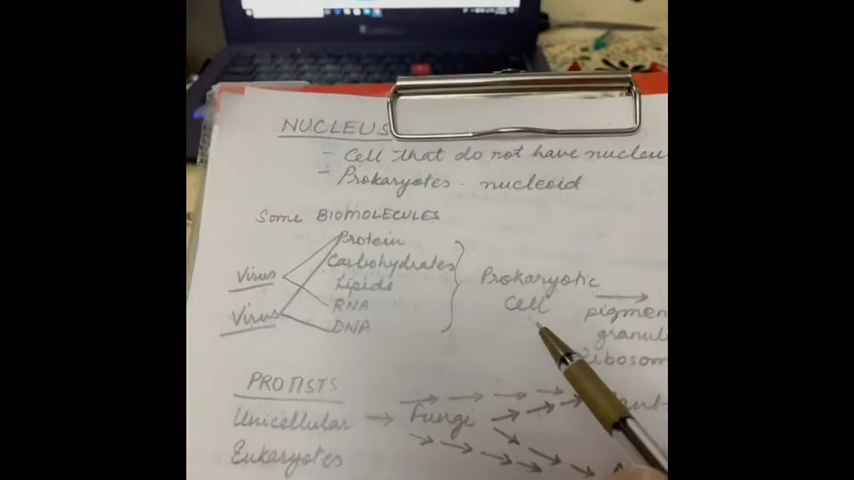 NUCLEUS
- Cell that do not have nucleu
- Prokaryotes - nucleoid
Some BIOMOLECULES
Protein
Carbohydrates
Lipids
RNA
DNA
Virus
Virus
Prokaryotic
Cell
pigmen
granul
Ribosom
PROTISTS
Unicellular → Fungi
Eukaryotes